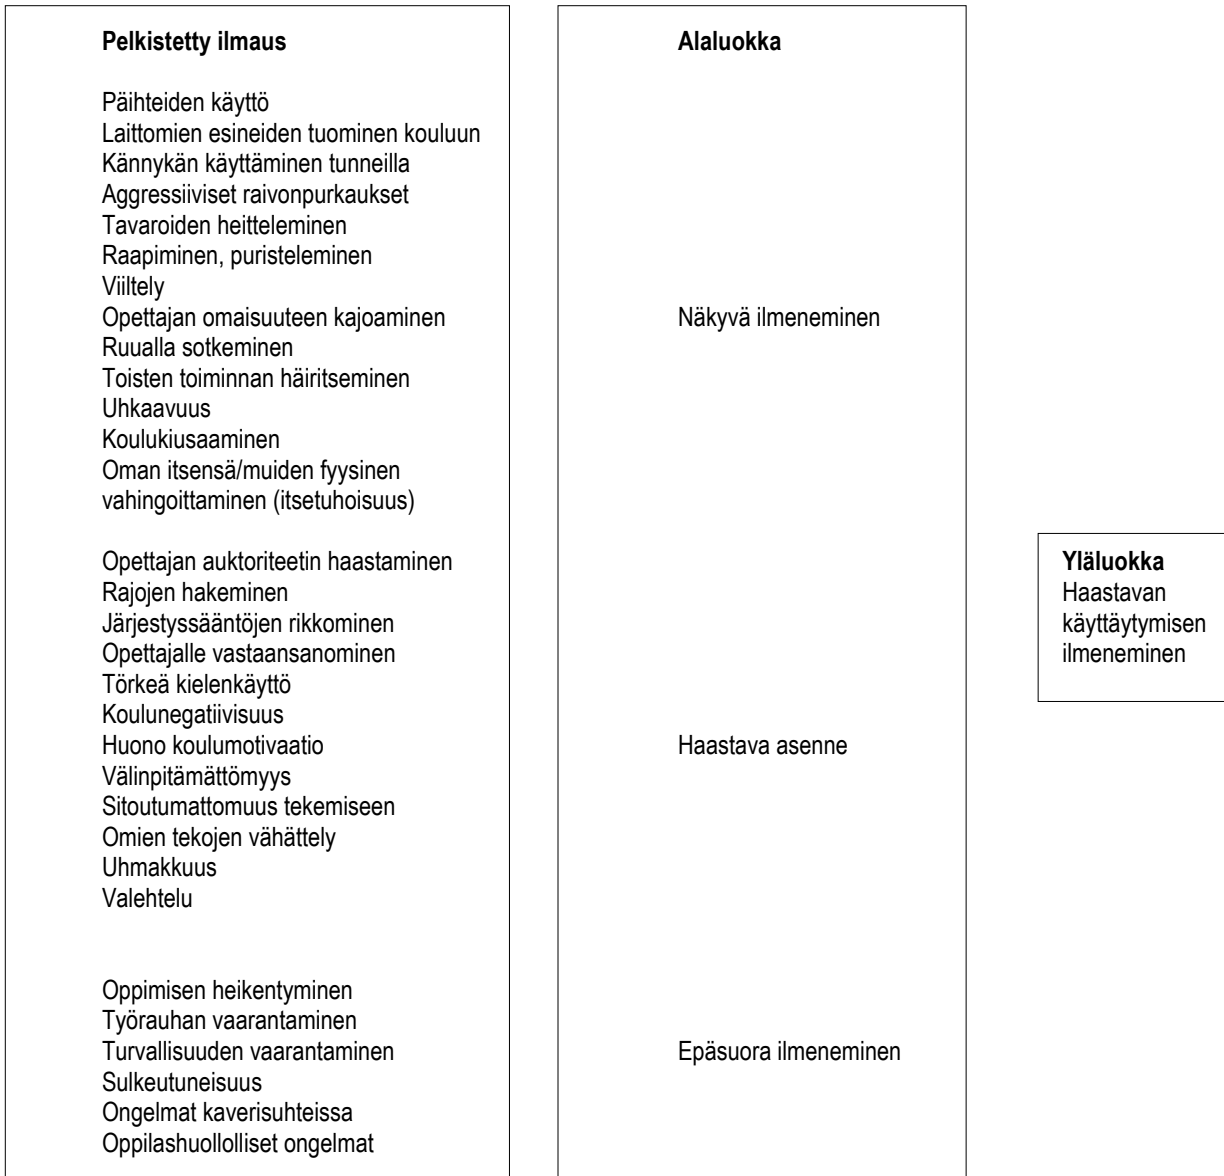 Pelkistetty ilmaus
Päihteiden käyttö
Laittomien esineiden tuominen kouluun
Kännykän käyttäminen tunneilla
Aggressiiviset raivonpurkaukset
Tavaroiden heitteleminen
Raapiminen, puristeleminen
Viiltely
Opettajan omaisuuteen kajoaminen
Ruualla sotkeminen
Toisten toiminnan häiritseminen
Uhkaavuus
Koulukiusaaminen
Oman itsensä/muiden fyysinen
vahingoittaminen (itsetuhoisuus)
Opettajan auktoriteetin haastaminen
Rajojen hakeminen
Järjestyssääntöjen rikkominen
Opettajalle vastaansanominen
Törkeä kielenkäyttö
Koulunegatiivisuus
Huono koulumotivaatio
Välinpitämättömyys
Sitoutumattomuus tekemiseen
Omien tekojen vähättely
Uhmakkuus
Valehtelu
Oppimisen heikentyminen
Työrauhan vaarantaminen
Turvallisuuden vaarantaminen
Sulkeutuneisuus
Ongelmat kaverisuhteissa
Oppilashuollolliset ongelmat
Alaluokka
Näkyvä ilmeneminen
Haastava asenne
Epäsuora ilmeneminen
Yläluokka
Haastavan
käyttäytymisen
ilmeneminen